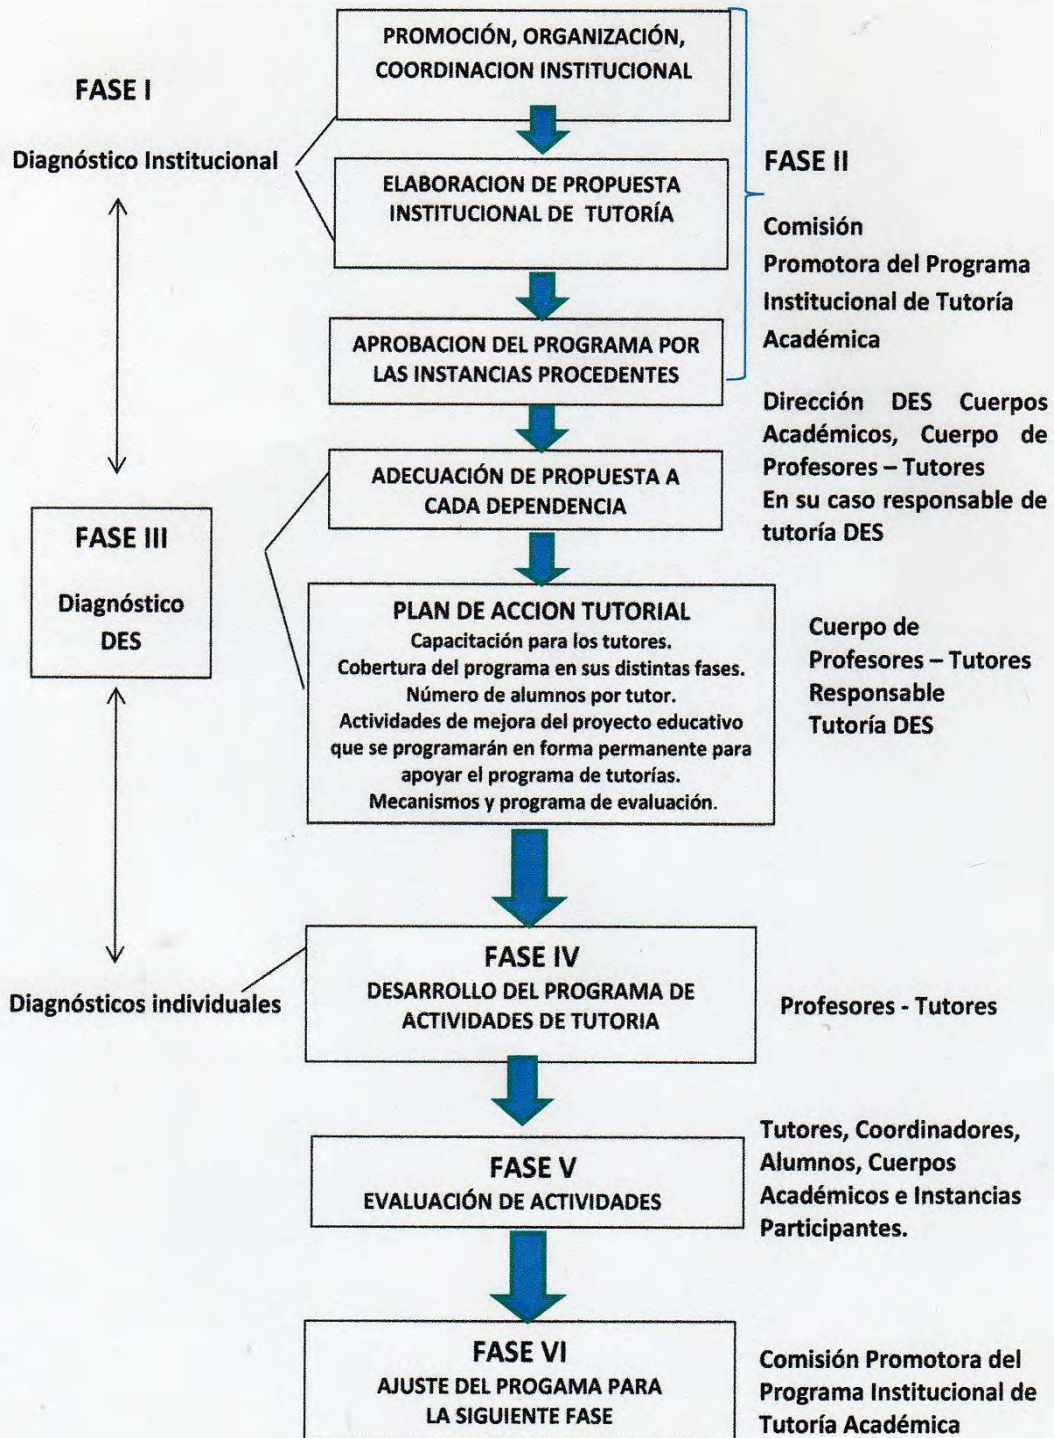 PROMOCIÓN, ORGANIZACIÓN,
COORDINACION INSTITUCIONAL
FASE I
Diagnóstico Institucional
ELABORACION DE PROPUESTA
INSTITUCIONAL DE TUTORÍA
FASE II
Comisión
Promotora del Programa
Institucional de Tutoría
Académica
APROBACION DEL PROGRAMA POR
LAS INSTANCIAS PROCEDENTES
Dirección DES Cuerpos
Académicos, Cuerpo de
Profesores – Tutores
En su caso responsable de
tutoría DES
ADECUACIÓN DE PROPUESTA A
CADA DEPENDENCIA
FASE III
Diagnóstico
DES
PLAN DE ACCION TUTORIAL
Capacitación para los tutores.
Cobertura del programa en sus distintas fases.
Número de alumnos por tutor.
Actividades de mejora del proyecto educativo
que se programarán en forma permanente para
apoyar el programa de tutorías.
Mecanismos y programa de evaluación.
Cuerpo de
Profesores – Tutores
Responsable
Tutoría DES
Diagnósticos individuales
FASE IV
DESARROLLO DEL PROGRAMA DE
ACTIVIDADES DE TUTORIA
Profesores - Tutores
FASE V
EVALUACIÓN DE ACTIVIDADES
Tutores, Coordinadores,
Alumnos, Cuerpos
Académicos e Instancias
Participantes.
FASE VI
AJUSTE DEL PROGAMA PARA
LA SIGUIENTE FASE
Comisión Promotora del
Programa Institucional de
Tutoría Académica